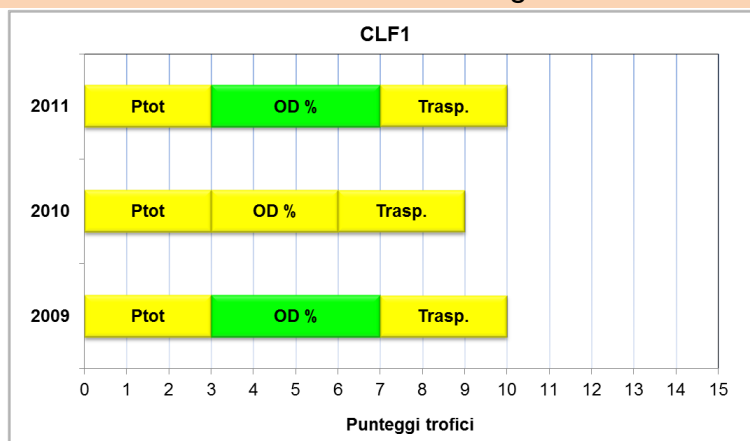 CLF1
2011 Ptot OD % Trasp.
2010 Ptot OD % Trasp.
2009 Ptot OD % Trasp.
0 1 2 3 4 5 6 7 8 9 10 11 12 13 14 15
Punteggi trofici